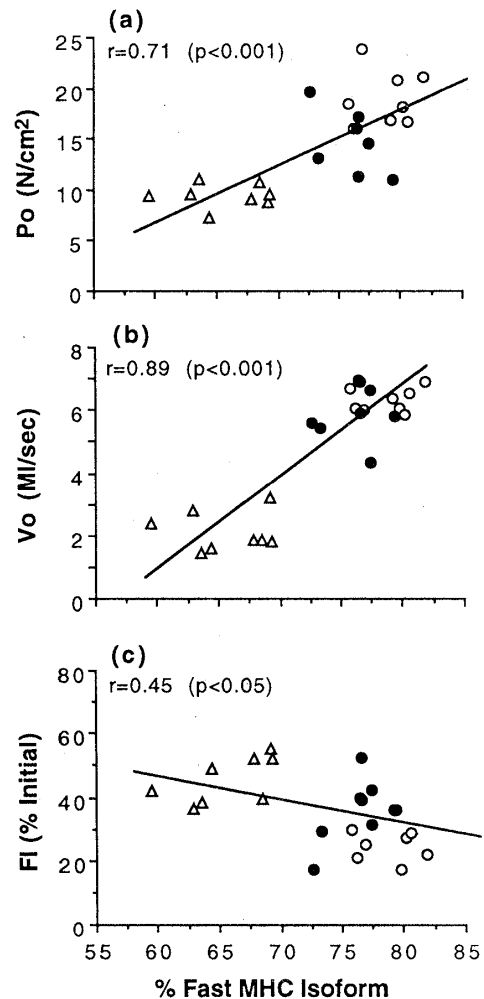 (a)
25
r=0.71 (p<0.001)
20
15
10
5
0
Po (N/cm²)
(b)
8
r=0.89 (p<0.001)
6
4
2
0
Vo (Ml/sec)
(c)
80
r=0.45 (p<0.05)
60
40
20
0
FI (% Initial)
55 60 65 70 75 80 85
% Fast MHC Isoform